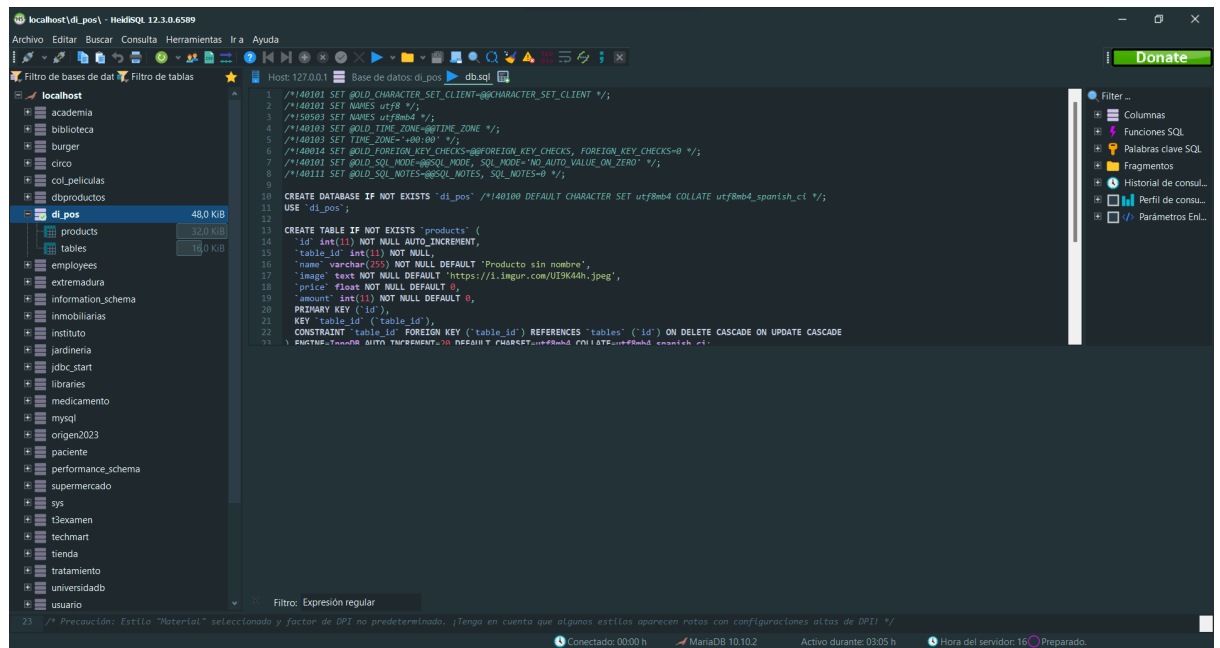 localhost\di_pos\ - HeidiSQL 12.3.0.6589
Archivo Editar Buscar Consulta Herramientas Ir a Ayuda
Donate
Filtro de bases de dat Filtro de tablas
Host: 127.0.0.1 Base de datos: di_pos db.sql
localhost
academia
biblioteca
burger
circo
col_peliculas
dbproductos
di_pos 48,0 KiB
products 32,0 KiB
tables 16,0 KiB
employees
extremadura
information_schema
inmobiliarias
instituto
jardineria
jdbc_start
libraries
medicamento
mysql
origen2023
paciente
performance_schema
supermercado
sys
t3examen
techmart
tienda
tratamiento
universidadb
usuario
1 /*!40101 SET @OLD_CHARACTER_SET_CLIENT=@@CHARACTER_SET_CLIENT */;
2 /*!40101 SET NAMES utf8 */;
3 /*!50503 SET NAMES utf8mb4 */;
4 /*!40103 SET @OLD_TIME_ZONE=@@TIME_ZONE */;
5 /*!40103 SET TIME_ZONE='+00:00' */;
6 /*!40014 SET @OLD_FOREIGN_KEY_CHECKS=@@FOREIGN_KEY_CHECKS, FOREIGN_KEY_CHECKS=0 */;
7 /*!40101 SET @OLD_SQL_MODE=@@SQL_MODE, SQL_MODE='NO_AUTO_VALUE_ON_ZERO' */;
8 /*!40111 SET @OLD_SQL_NOTES=@@SQL_NOTES, SQL_NOTES=0 */;
9
10 CREATE DATABASE IF NOT EXISTS `di_pos` /*!40100 DEFAULT CHARACTER SET utf8mb4 COLLATE utf8mb4_spanish_ci */;
11 USE `di_pos`;
12
13 CREATE TABLE IF NOT EXISTS `products` (
14 `id` int(11) NOT NULL AUTO_INCREMENT,
15 `table_id` int(11) NOT NULL,
16 `name` varchar(255) NOT NULL DEFAULT 'Producto sin nombre',
17 `image` text NOT NULL DEFAULT 'https://i.imgur.com/UI9K44h.jpeg',
18 `price` float NOT NULL DEFAULT 0,
19 `amount` int(11) NOT NULL DEFAULT 0,
20 PRIMARY KEY (`id`),
21 KEY `table_id` (`table_id`),
22 CONSTRAINT `table_id` FOREIGN KEY (`table_id`) REFERENCES `tables` (`id`) ON DELETE CASCADE ON UPDATE CASCADE
23 ) ENGINE=InnoDB AUTO_INCREMENT=20 DEFAULT CHARSET=utf8mb4 COLLATE=utf8mb4_spanish_ci;
Filter ...
Columnas
Funciones SQL
Palabras clave SQL
Fragmentos
Historial de consul...
Perfil de consu...
Parámetros Enl...
Filtro: Expresión regular
23 /* Precaución: Estilo "Material" seleccionado y factor de DPI no predeterminado. ¡Tenga en cuenta que algunos estilos aparecen rotos con configuraciones altas de DPI! */
Conectado: 00:00 h MariaDB 10.10.2 Activo durante: 03:05 h Hora del servidor: 16 Preparado.